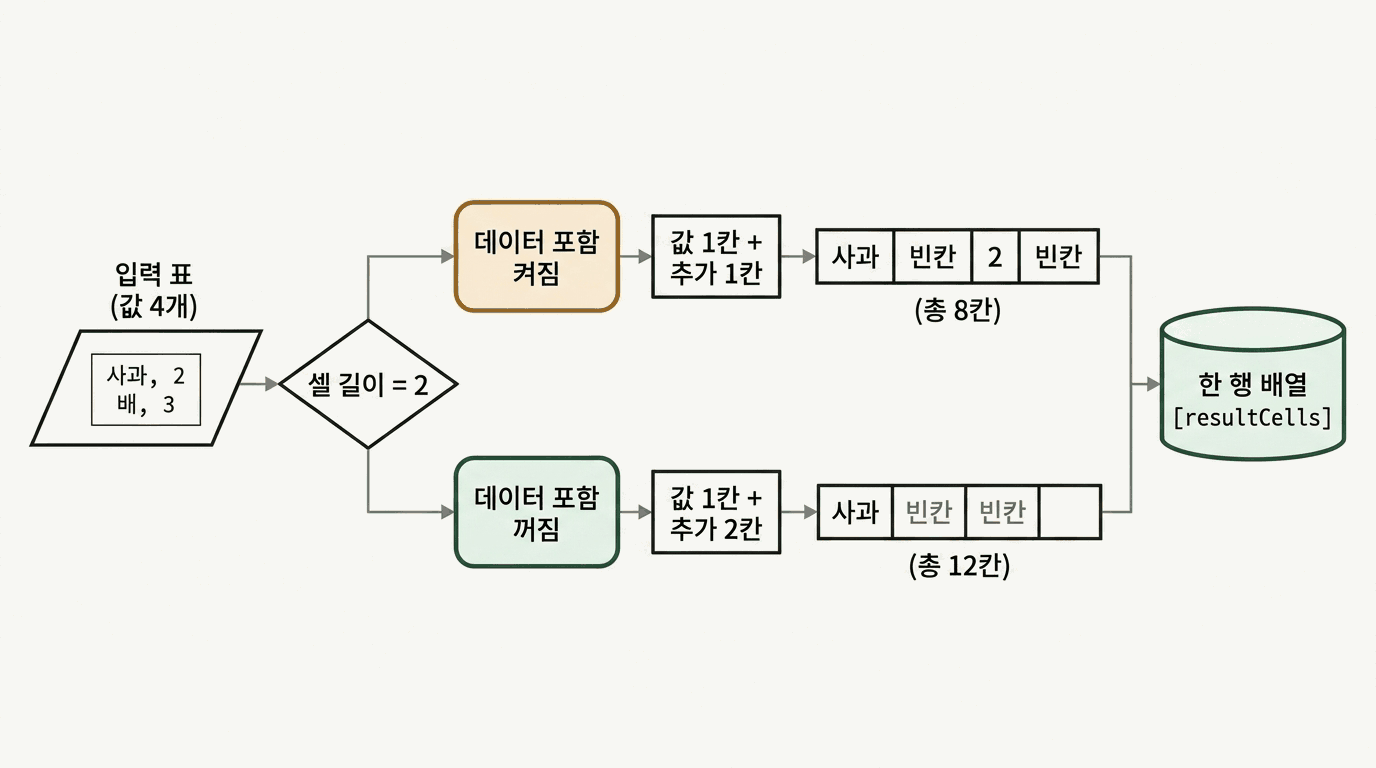 입력 표
(값 4개)
사과, 2
배, 3
셀 길이 = 2
데이터 포함
켜짐
값 1칸 +
추가 1칸
사과 빈칸 2 빈칸
(총 8칸)
데이터 포함
꺼짐
값 1칸 +
추가 2칸
사과 빈칸 빈칸
(총 12칸)
한 행 배열
[resultCells]